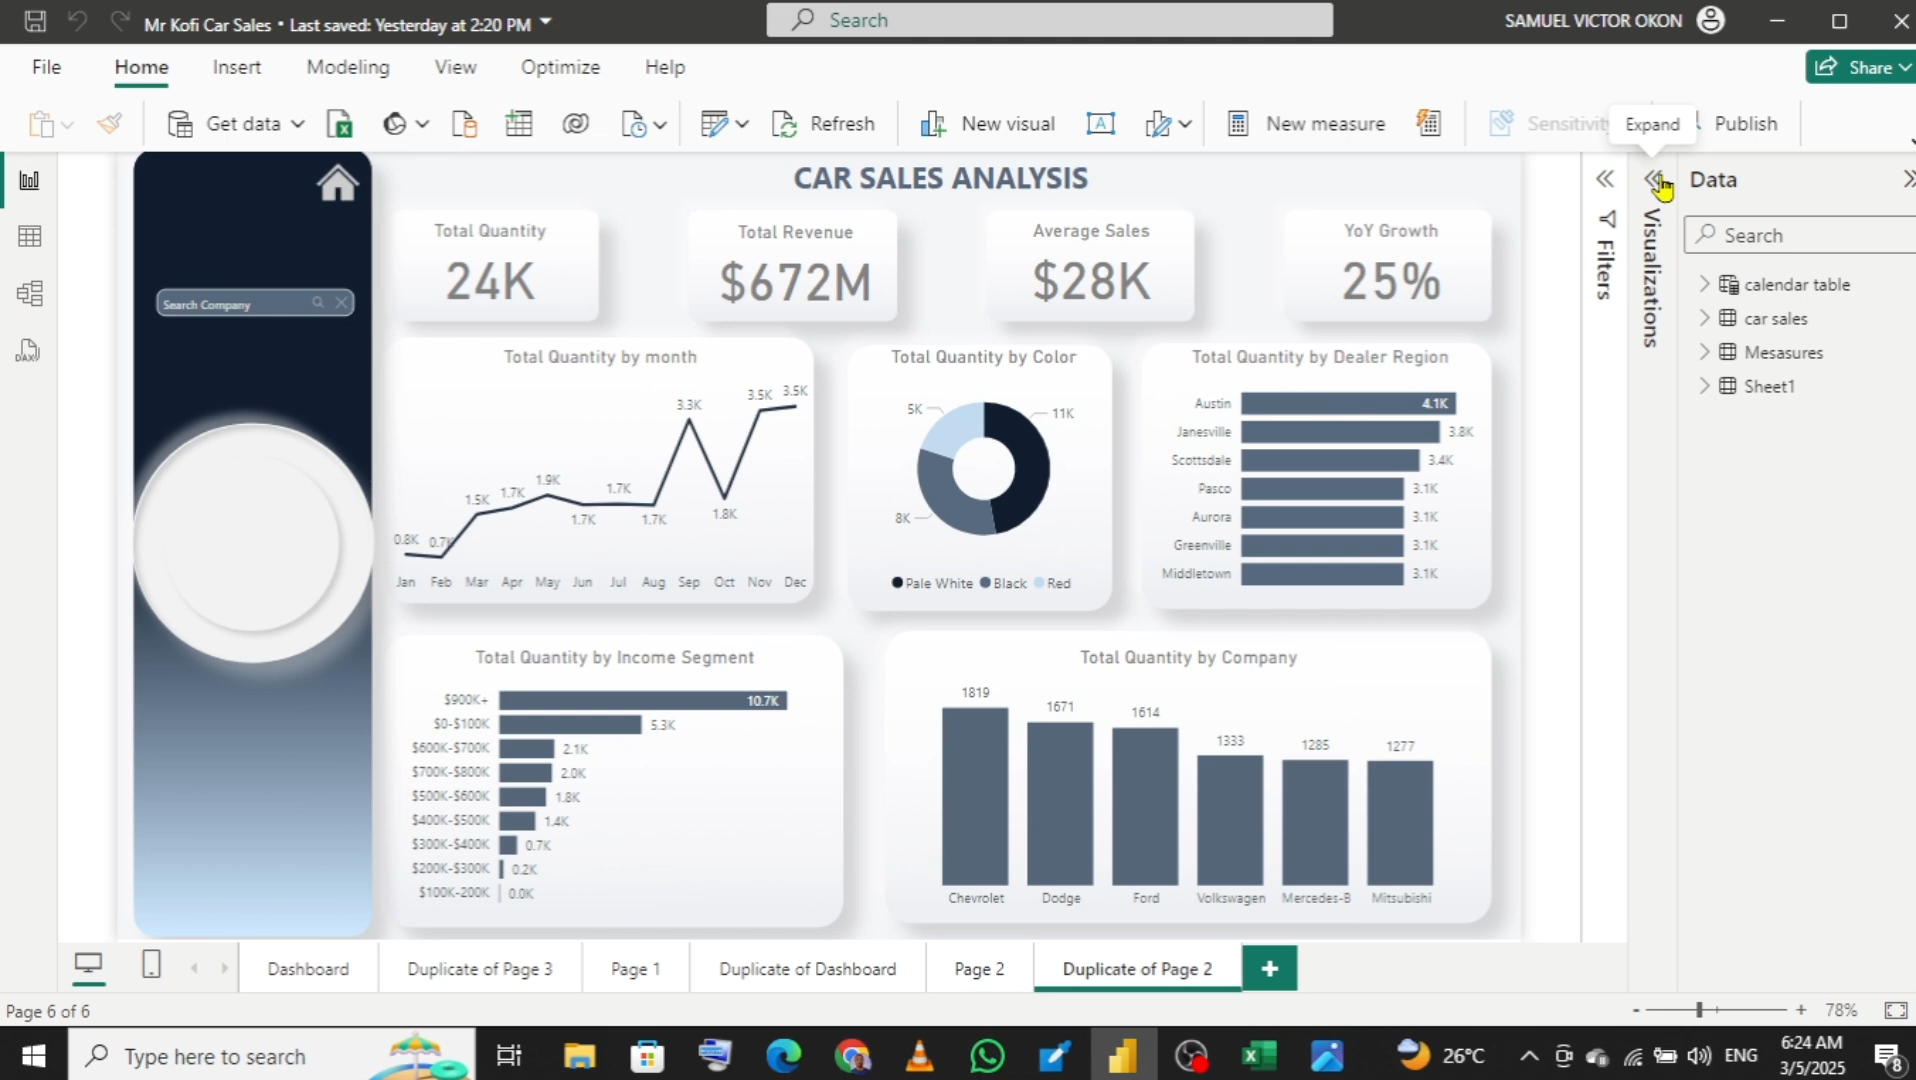 Mr Kofi Car Sales • Last saved: Yesterday at 2:20 PM
Search
SAMUEL VICTOR OKON
File Home Insert Modeling View Optimize Help
Share
Get data
Refresh
New visual
New measure
Sensitivity
Expand
Publish
CAR SALES ANALYSIS
Search Company
Total Quantity
24K
Total Revenue
$672M
Average Sales
$28K
YoY Growth
25%
Total Quantity by month
0.8K 0.7K 1.5K 1.7K 1.9K 1.7K 1.7K 1.7K 3.3K 1.8K 3.5K 3.5K
Jan Feb Mar Apr May Jun Jul Aug Sep Oct Nov Dec
Total Quantity by Color
5K
11K
8K
Pale White Black Red
Total Quantity by Dealer Region
Austin 4.1K
Janesville 3.8K
Scottsdale 3.4K
Pasco 3.1K
Aurora 3.1K
Greenville 3.1K
Middletown 3.1K
Total Quantity by Income Segment
$900K+ 10.7K
$0-$100K 5.3K
$600K-$700K 2.1K
$700K-$800K 2.0K
$500K-$600K 1.8K
$400K-$500K 1.4K
$300K-$400K 0.7K
$200K-$300K 0.2K
$100K-200K 0.0K
Total Quantity by Company
1819 1671 1614 1333 1285 1277
Chevrolet Dodge Ford Volkswagen Mercedes-B Mitsubishi
Filters
Visualizations
Data
Search
calendar table
car sales
Mesasures
Sheet1
DAX
Dashboard
Duplicate of Page 3
Page 1
Duplicate of Dashboard
Page 2
Duplicate of Page 2
Page 6 of 6
78%
Type here to search
26°C
ENG
6:24 AM
3/5/2025
8